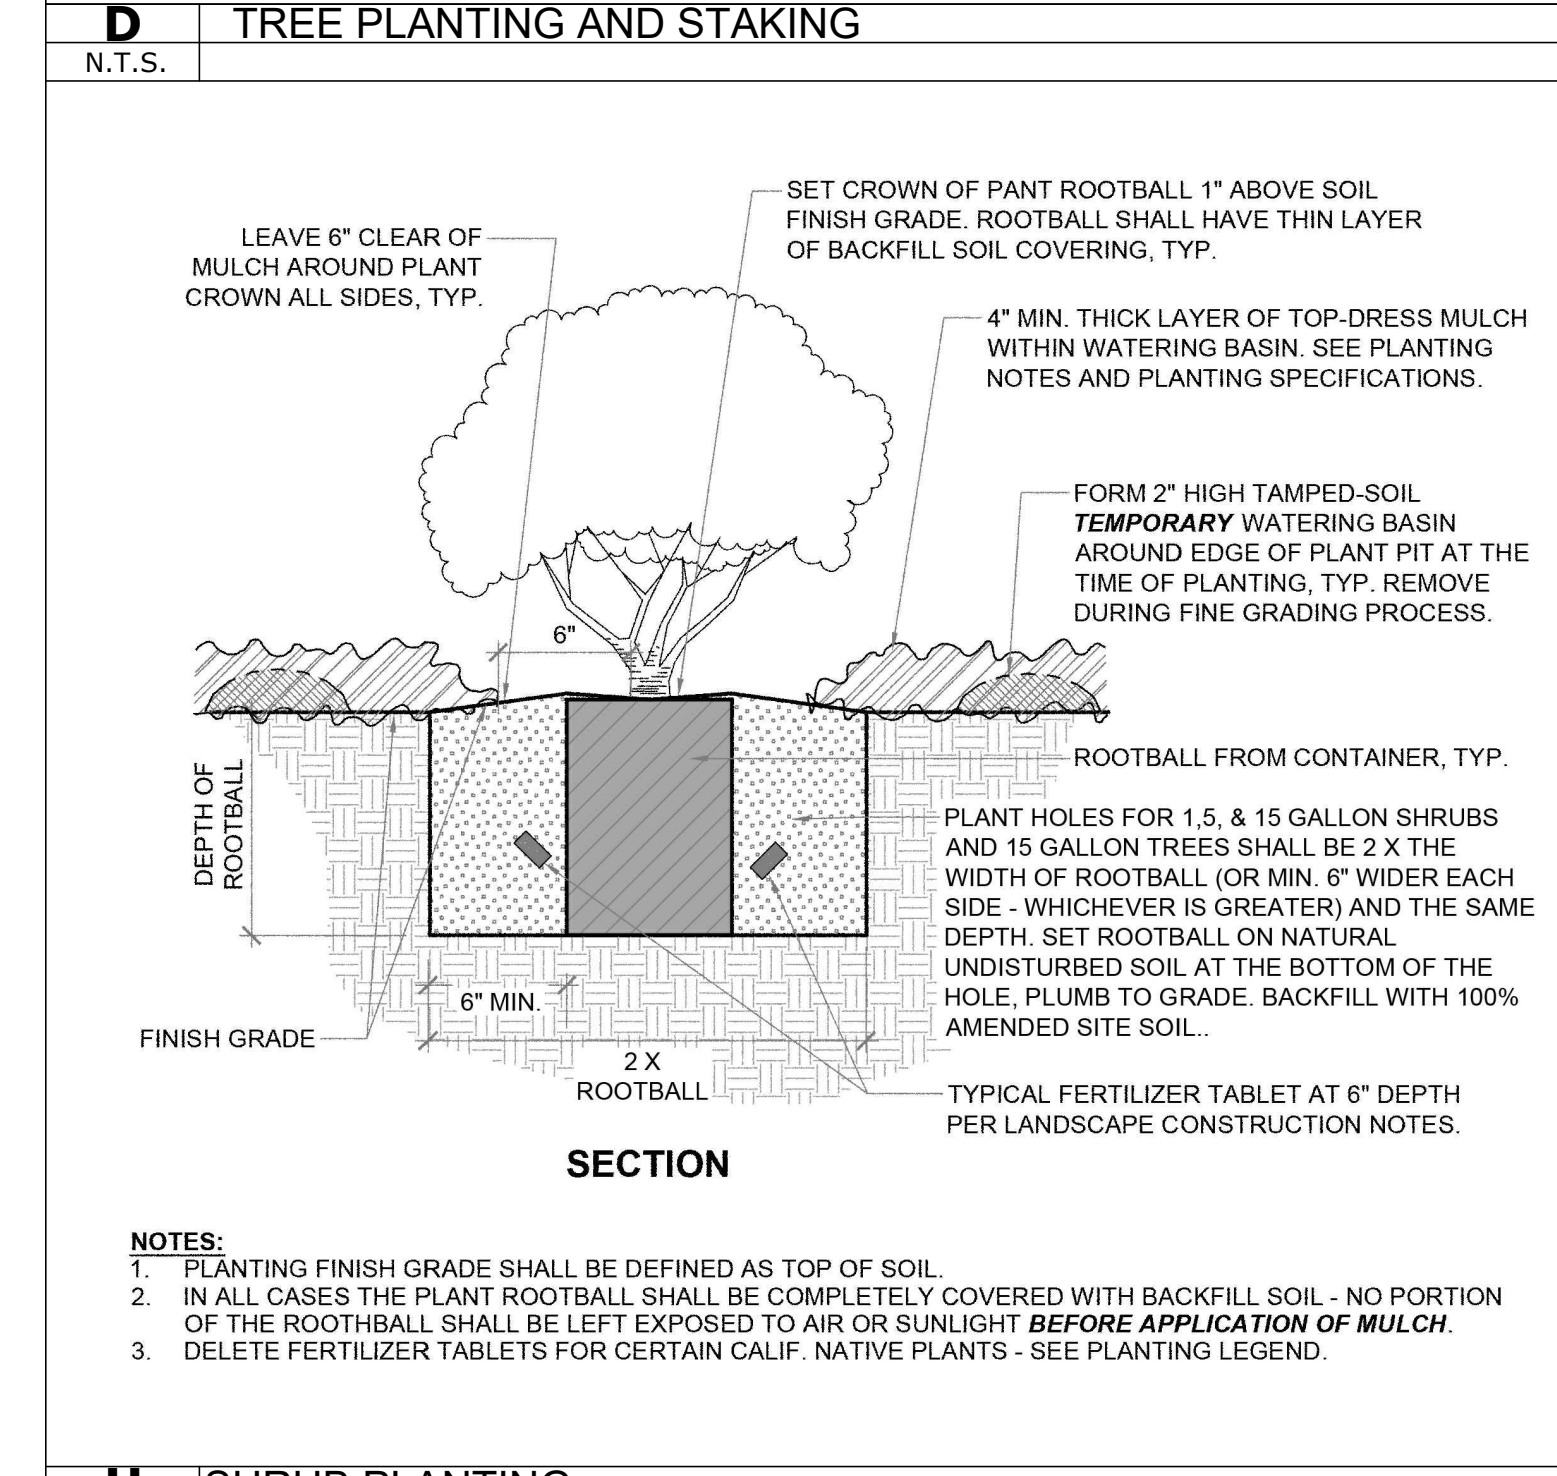 D TREE PLANTING AND STAKING
N.T.S.
SET CROWN OF PANT ROOTBALL 1" ABOVE SOIL
FINISH GRADE. ROOTBALL SHALL HAVE THIN LAYER
OF BACKFILL SOIL COVERING, TYP.
LEAVE 6" CLEAR OF
MULCH AROUND PLANT
CROWN ALL SIDES, TYP.
4" MIN. THICK LAYER OF TOP-DRESS MULCH
WITHIN WATERING BASIN. SEE PLANTING
NOTES AND PLANTING SPECIFICATIONS.
FORM 2" HIGH TAMPED-SOIL
TEMPORARY WATERING BASIN
AROUND EDGE OF PLANT PIT AT THE
TIME OF PLANTING, TYP. REMOVE
DURING FINE GRADING PROCESS.
6"
ROOTBALL FROM CONTAINER, TYP.
DEPTH OF
ROOTBALL
PLANT HOLES FOR 1,5, & 15 GALLON SHRUBS
AND 15 GALLON TREES SHALL BE 2 X THE
WIDTH OF ROOTBALL (OR MIN. 6" WIDER EACH
SIDE - WHICHEVER IS GREATER) AND THE SAME
DEPTH. SET ROOTBALL ON NATURAL
UNDISTURBED SOIL AT THE BOTTOM OF THE
HOLE, PLUMB TO GRADE. BACKFILL WITH 100%
AMENDED SITE SOIL..
6" MIN.
FINISH GRADE
2 X
ROOTBALL
TYPICAL FERTILIZER TABLET AT 6" DEPTH
PER LANDSCAPE CONSTRUCTION NOTES.
SECTION
NOTES:
1. PLANTING FINISH GRADE SHALL BE DEFINED AS TOP OF SOIL.
2. IN ALL CASES THE PLANT ROOTBALL SHALL BE COMPLETELY COVERED WITH BACKFILL SOIL - NO PORTION
OF THE ROOTHBALL SHALL BE LEFT EXPOSED TO AIR OR SUNLIGHT BEFORE APPLICATION OF MULCH.
3. DELETE FERTILIZER TABLETS FOR CERTAIN CALIF. NATIVE PLANTS - SEE PLANTING LEGEND.
SHRUB PLANTING